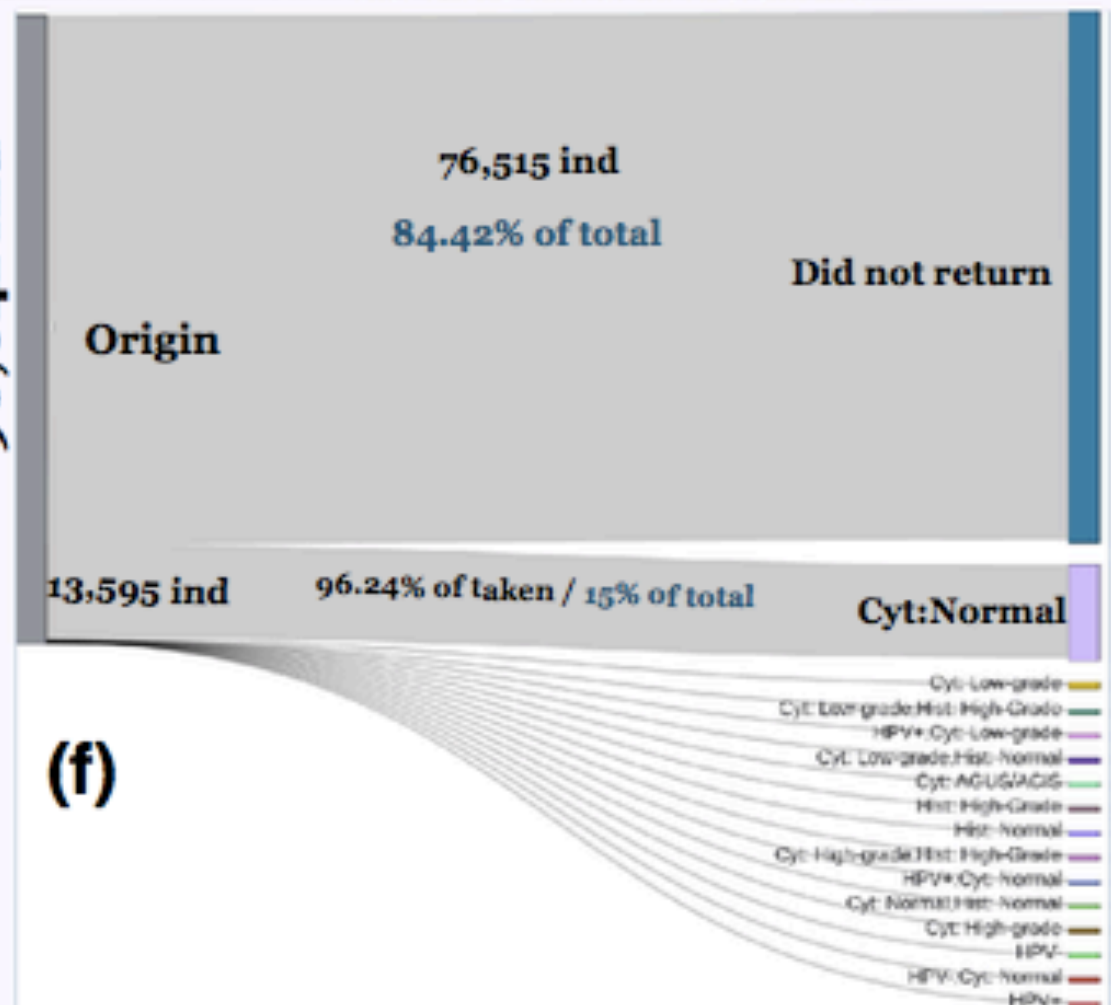 76,515 ind
84.42% of total
Did not return
Origin
13,595 ind
96.24% of taken / 15% of total
Cyt:Normal
Cyt: Low-grade
Cyt: Low-grade,Hist: High-Grade
HPV+,Cyt: Low-grade
Cyt: Low-grade,Hist: Normal
(f)
Cyt: AGUS/ACIS
Hist: High-Grade
Hist: Normal
Cyt: High-grade,Hist: High-Grade
HPV+,Cyt: Normal
Cyt: Normal,Hist: Normal
Cyt: High-grade
HPV-
HPV-,Cyt: Normal
HPV+